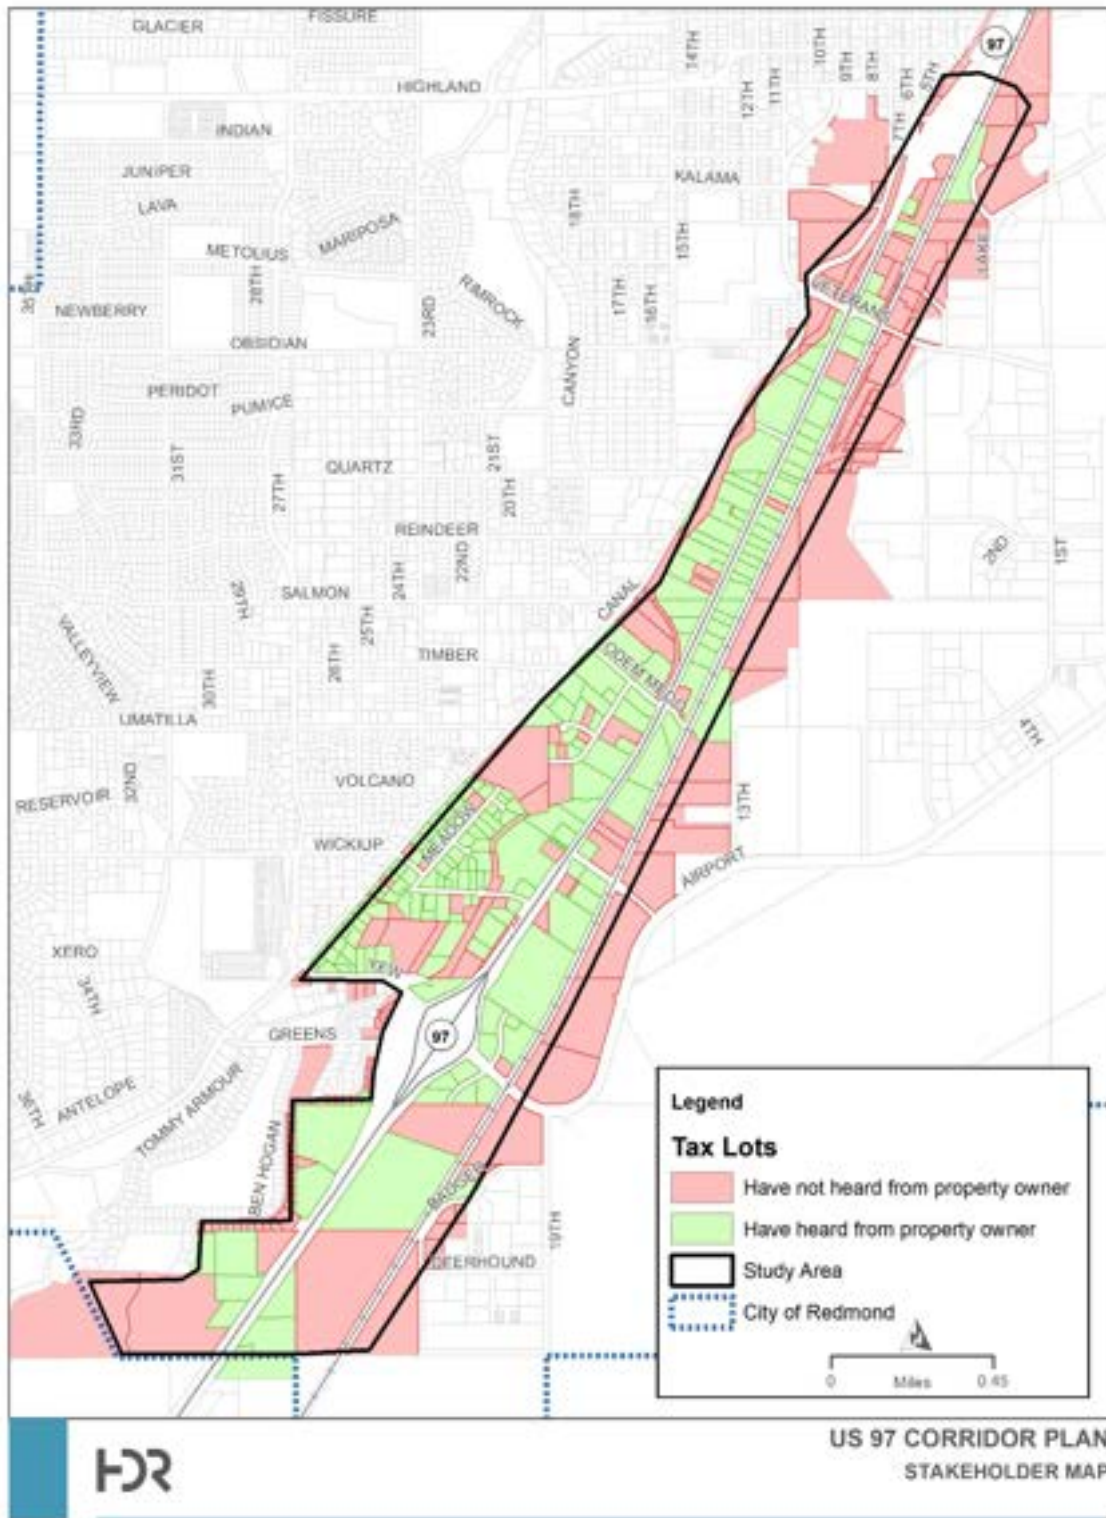 FISSURE
GLACIER
14TH
10TH
9TH
8TH
97
HIGHLAND
12TH
11TH
6TH
5TH
7TH
INDIAN
JUNIPER
KALAMA
LAVA
18TH
MARIPOSA
METOLIUS
15TH
LAKE
28TH
RIMROCK
17TH
16TH
VETERANS
NEWBERRY
23RD
OBSIDIAN
CANYON
PERIDOT
PUMICE
33RD
31ST
QUARTZ
21ST
27TH
20TH
REINDEER
2ND
1ST
22ND
24TH
29TH
SALMON
CANAL
25TH
VALLEYVIEW
26TH
TIMBER
ODEM MEDO
30TH
UMATILLA
4TH
32ND
VOLCANO
RESERVOIR
13TH
WICKIUP
MEADOW
AIRPORT
XERO
YEW
34TH
GREENS
97
36TH
ANTELOPE
TOMMY ARMOUR
BEN HOGAN
BADGER
19TH
DEERHOUND
Legend
Tax Lots
Have not heard from property owner
Have heard from property owner
Study Area
City of Redmond
0 Miles 0.45
HDR
US 97 CORRIDOR PLAN
STAKEHOLDER MAP